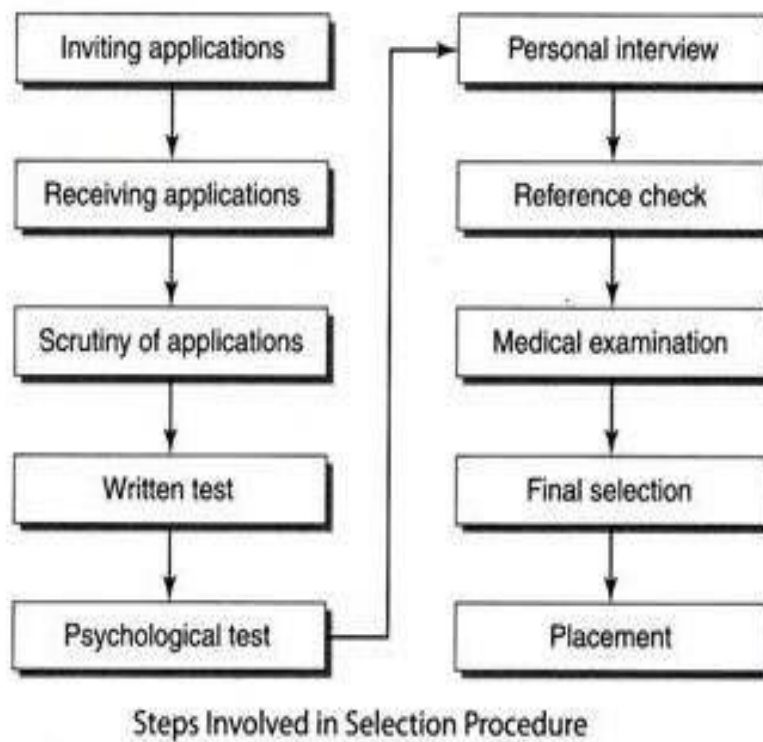 Inviting applications
Receiving applications
Scrutiny of applications
Written test
Psychological test
Personal interview
Reference check
Medical examination
Final selection
Placement
Steps Involved in Selection Procedure